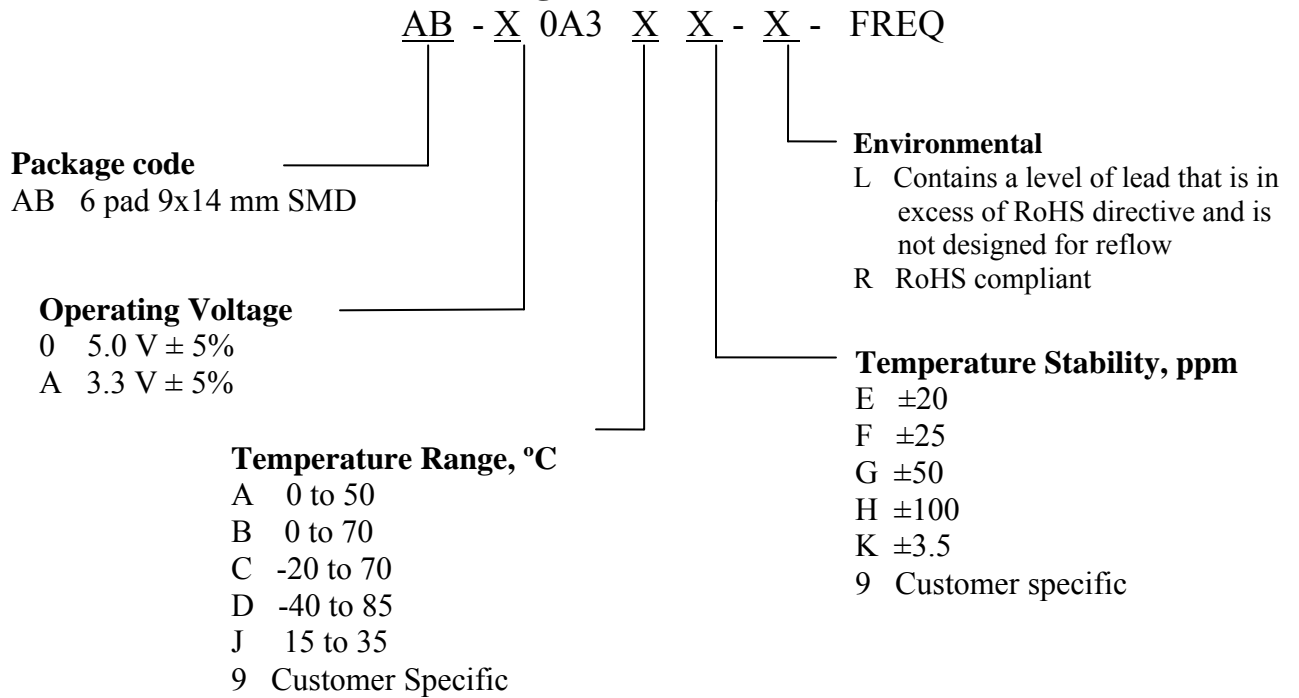 AB - X 0A3 X X - X - FREQ
Package code
AB 6 pad 9x14 mm SMD
Operating Voltage
0 5.0 V ± 5%
A 3.3 V ± 5%
Temperature Range, ºC
A 0 to 50
B 0 to 70
C -20 to 70
D -40 to 85
J 15 to 35
9 Customer Specific
Environmental
L Contains a level of lead that is in
excess of RoHS directive and is
not designed for reflow
R RoHS compliant
Temperature Stability, ppm
E ±20
F ±25
G ±50
H ±100
K ±3.5
9 Customer specific